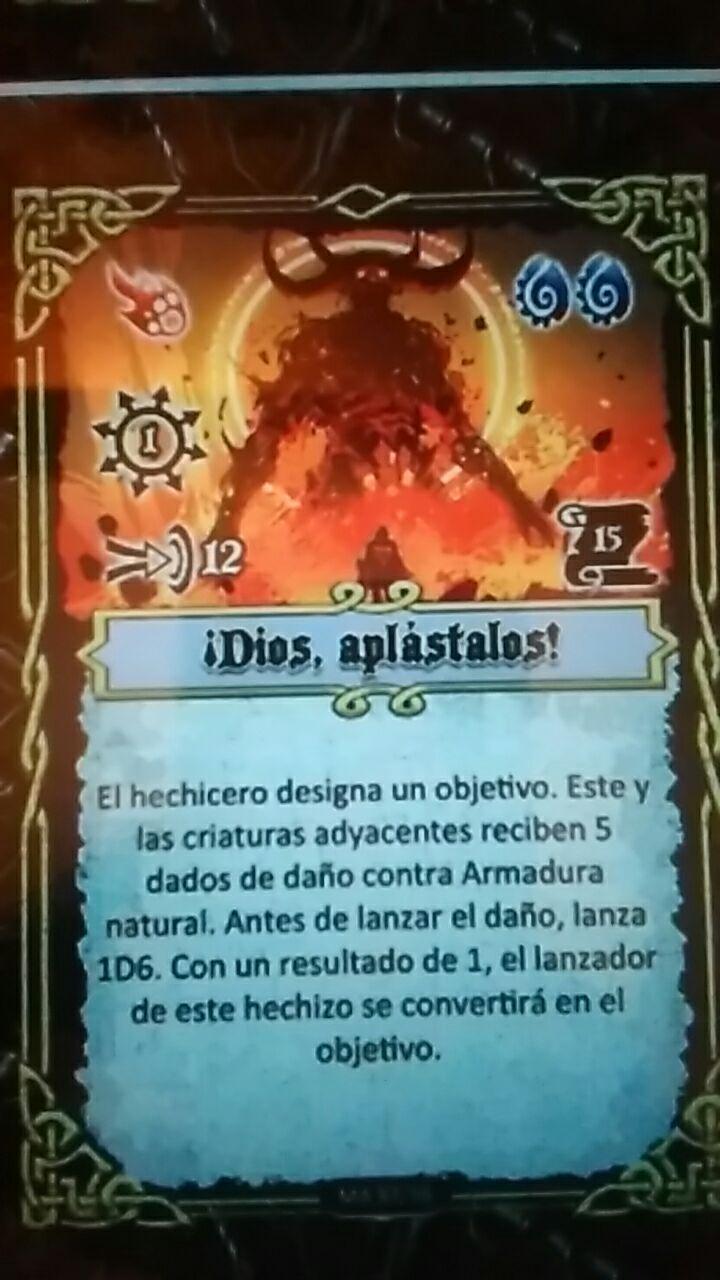 1
12
15
¡Dios, aplástalos!
El hechicero designa un objetivo. Este y
las criaturas adyacentes reciben 5
dados de daño contra Armadura
natural. Antes de lanzar el daño, lanza
1D6. Con un resultado de 1, el lanzador
de este hechizo se convertirá en el
objetivo.